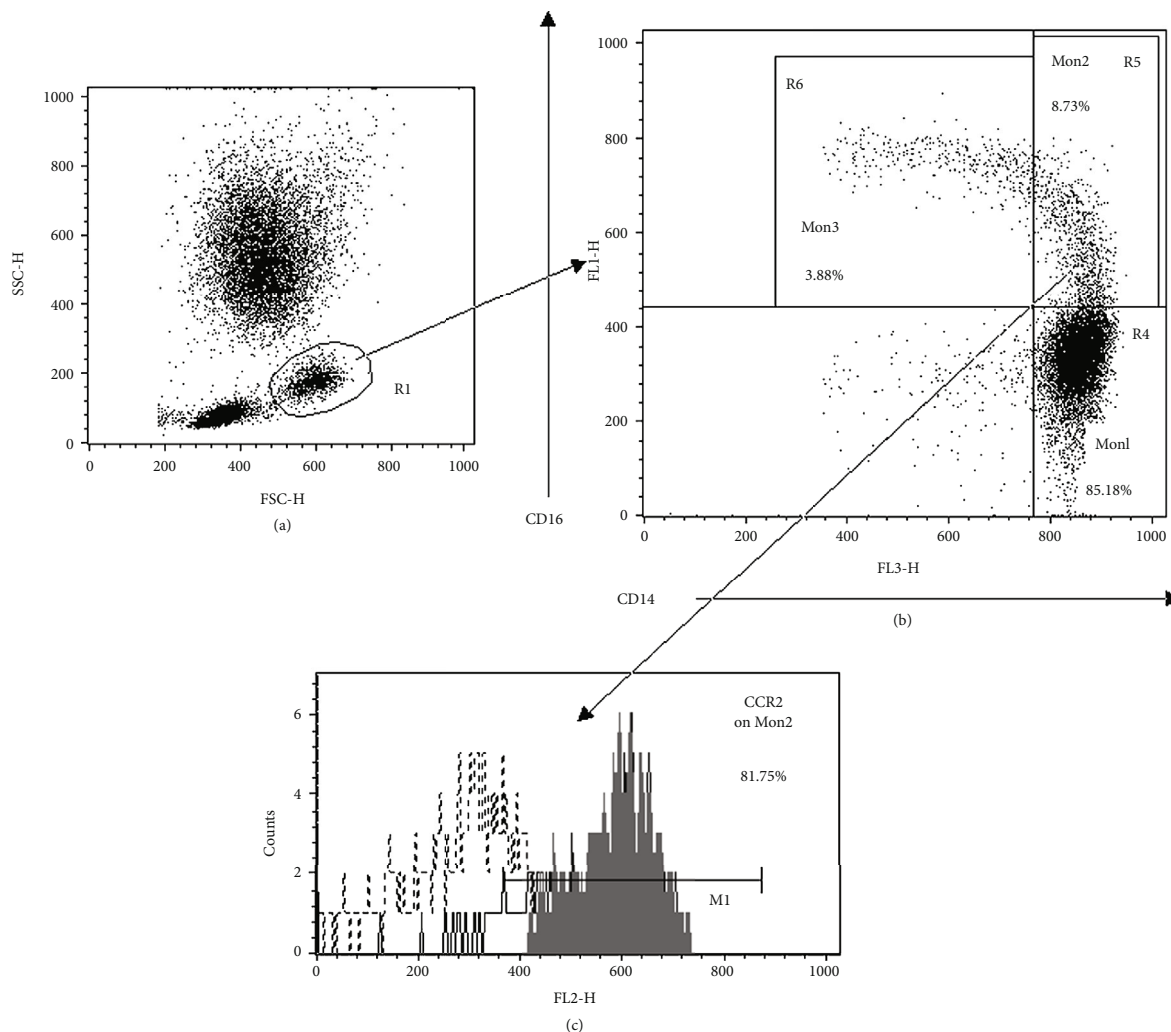 1000
800
600
400
200
0
SSC-H
R1
0 200 400 600 800 1000
FSC-H
(a)
CD16
1000
800
600
400
200
0
FL1-H
R6
Mon2 R5
8.73%
Mon3
3.88%
R4
Monl
85.18%
0 200 400 600 800 1000
FL3-H
CD14
(b)
6
4
2
0
Counts
CCR2
on Mon2
81.75%
M1
0 200 400 600 800 1000
FL2-H
(c)